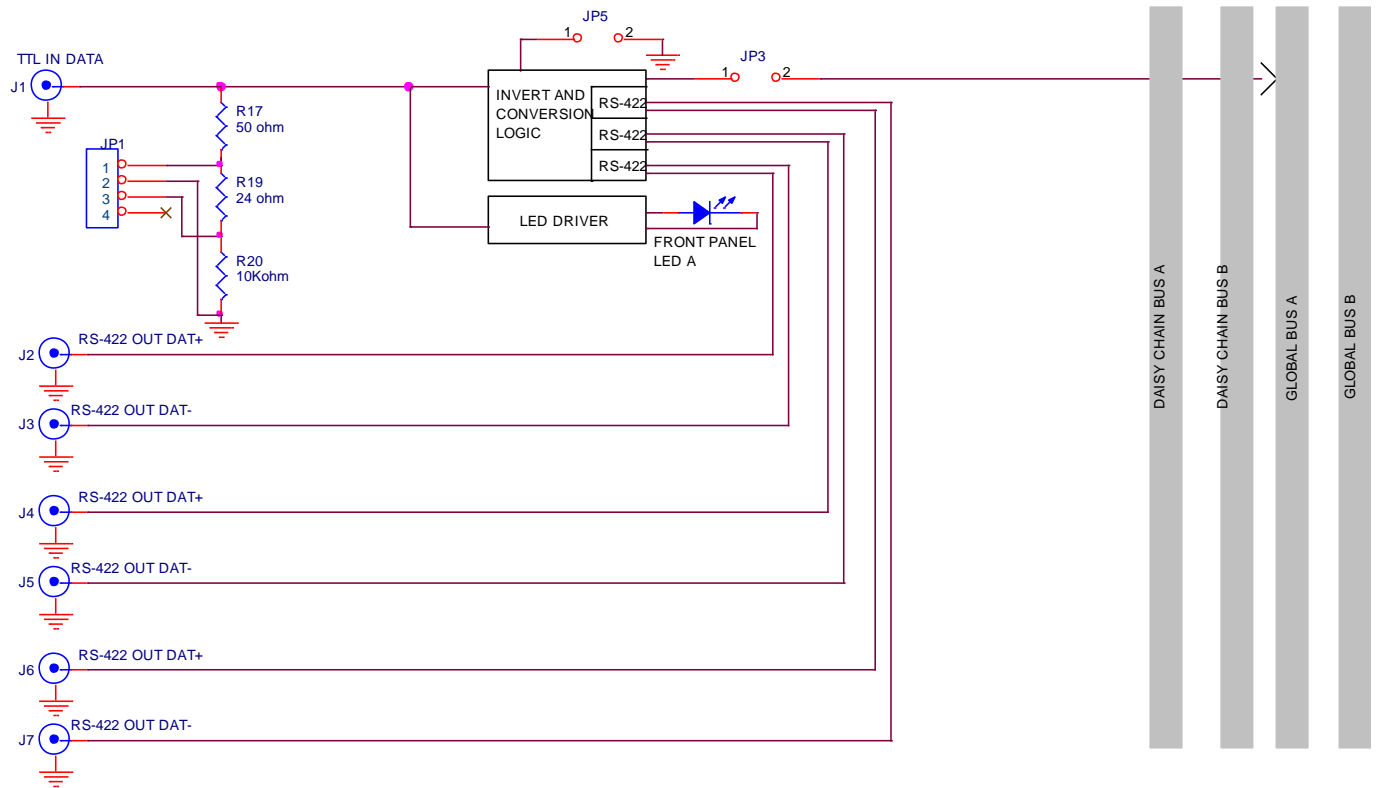 JP5
1
2
TTL IN DATA
J1
JP3
1
2
R17
50 ohm
INVERT AND
CONVERSION
LOGIC
RS-422
RS-422
RS-422
JP1
1
2
3
4
R19
24 ohm
LED DRIVER
FRONT PANEL
LED A
R20
10Kohm
J2
RS-422 OUT DAT+
J3
RS-422 OUT DAT-
J4
RS-422 OUT DAT+
J5
RS-422 OUT DAT-
J6
RS-422 OUT DAT+
J7
RS-422 OUT DAT-
DAISY CHAIN BUS A
DAISY CHAIN BUS B
GLOBAL BUS A
GLOBAL BUS B